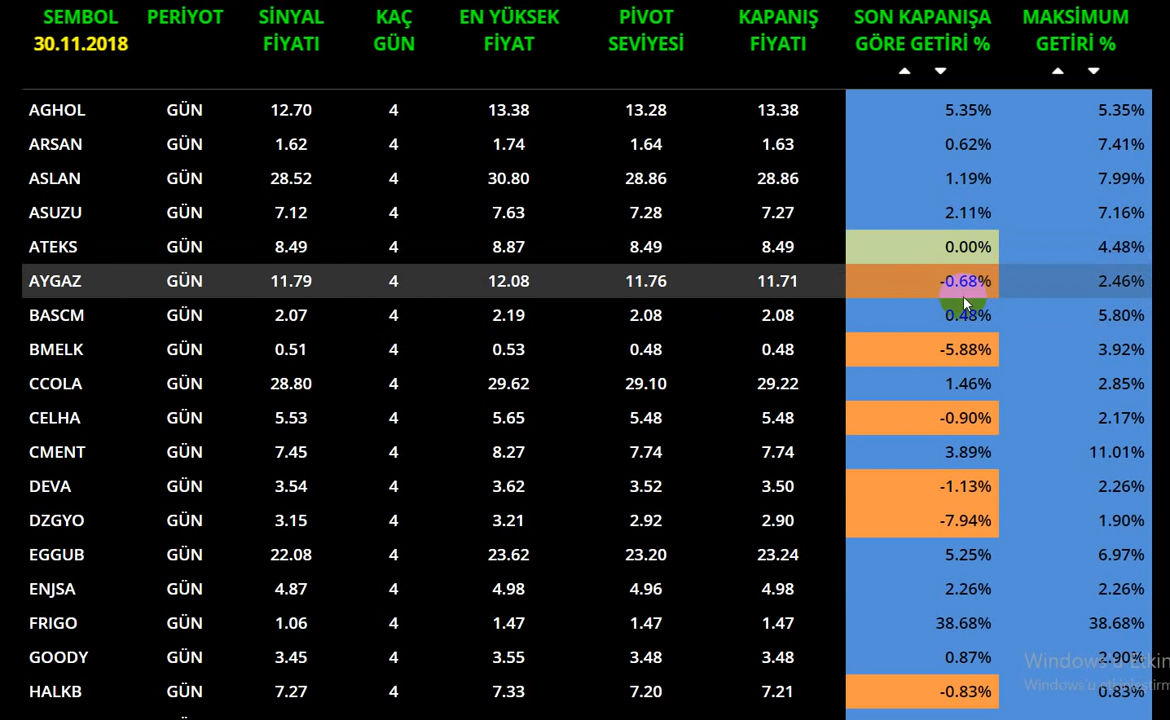 SEMBOL PERİYOT SİNYAL KAÇ EN YÜKSEK PİVOT KAPANIŞ SON KAPANIŞA MAKSİMUM
30.11.2018 FİYATI GÜN FİYAT SEVİYESİ FİYATI GÖRE GETİRİ % GETİRİ %
AGHOL GÜN 12.70 4 13.38 13.28 13.38 5.35% 5.35%
ARSAN GÜN 1.62 4 1.74 1.64 1.63 0.62% 7.41%
ASLAN GÜN 28.52 4 30.80 28.86 28.86 1.19% 7.99%
ASUZU GÜN 7.12 4 7.63 7.28 7.27 2.11% 7.16%
ATEKS GÜN 8.49 4 8.87 8.49 8.49 0.00% 4.48%
AYGAZ GÜN 11.79 4 12.08 11.76 11.71 -0.68% 2.46%
BASCM GÜN 2.07 4 2.19 2.08 2.08 0.48% 5.80%
BMELK GÜN 0.51 4 0.53 0.48 0.48 -5.88% 3.92%
CCOLA GÜN 28.80 4 29.62 29.10 29.22 1.46% 2.85%
CELHA GÜN 5.53 4 5.65 5.48 5.48 -0.90% 2.17%
CMENT GÜN 7.45 4 8.27 7.74 7.74 3.89% 11.01%
DEVA GÜN 3.54 4 3.62 3.52 3.50 -1.13% 2.26%
DZGYO GÜN 3.15 4 3.21 2.92 2.90 -7.94% 1.90%
EGGUB GÜN 22.08 4 23.62 23.20 23.24 5.25% 6.97%
ENJSA GÜN 4.87 4 4.98 4.96 4.98 2.26% 2.26%
FRIGO GÜN 1.06 4 1.47 1.47 1.47 38.68% 38.68%
GOODY GÜN 3.45 4 3.55 3.48 3.48 0.87% 2.90%
Windows'u Etkin
HALKB GÜN 7.27 4 7.33 7.20 7.21 -0.83% 0.83%
Windows'u etkinleştirm